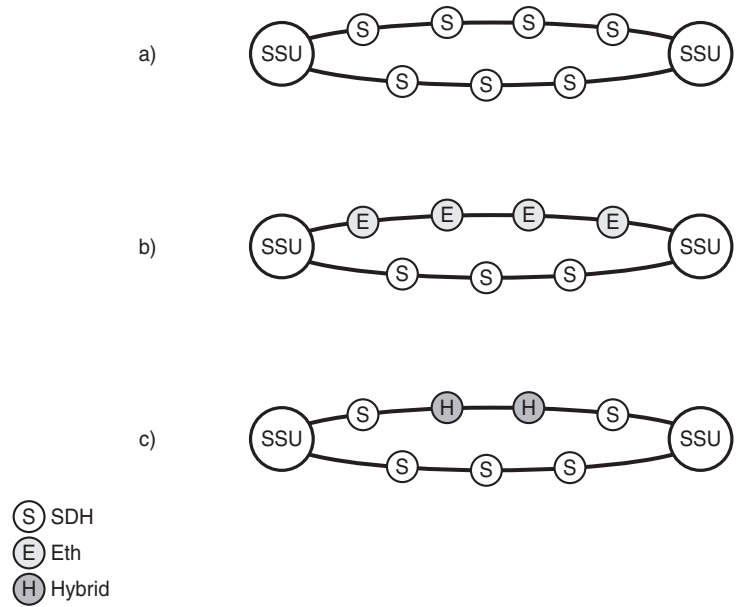 S S S S
a) SSU SSU
S S S
E E E E
b) SSU SSU
S S S
S H H S
c) SSU SSU
S S S
S SDH
E Eth
H Hybrid